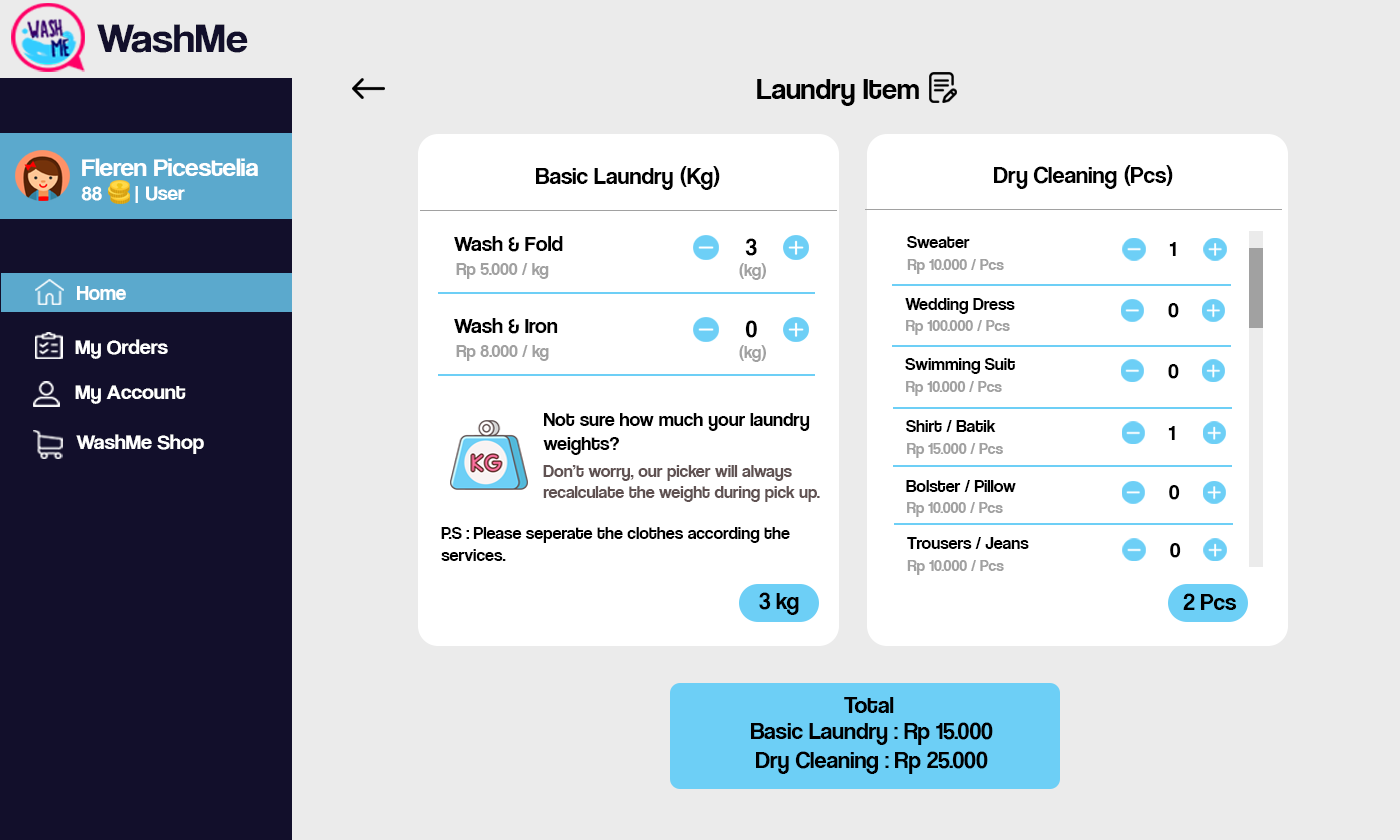 WASH
ME
WashMe
Fleren Picestelia
88 | User
Home
My Orders
My Account
WashMe Shop
Laundry Item
Basic Laundry (Kg)
Wash & Fold
Rp 5.000 / kg
3
(kg)
Wash & Iron
Rp 8.000 / kg
0
(kg)
KG
Not sure how much your laundry
weights?
Don't worry, our picker will always
recalculate the weight during pick up.
P.S : Please seperate the clothes according the
services.
3 kg
Dry Cleaning (Pcs)
Sweater
Rp 10.000 / Pcs
1
Wedding Dress
Rp 100.000 / Pcs
0
Swimming Suit
Rp 10.000 / Pcs
0
Shirt / Batik
Rp 15.000 / Pcs
1
Bolster / Pillow
Rp 10.000 / Pcs
0
Trousers / Jeans
Rp 10.000 / Pcs
0
2 Pcs
Total
Basic Laundry : Rp 15.000
Dry Cleaning : Rp 25.000